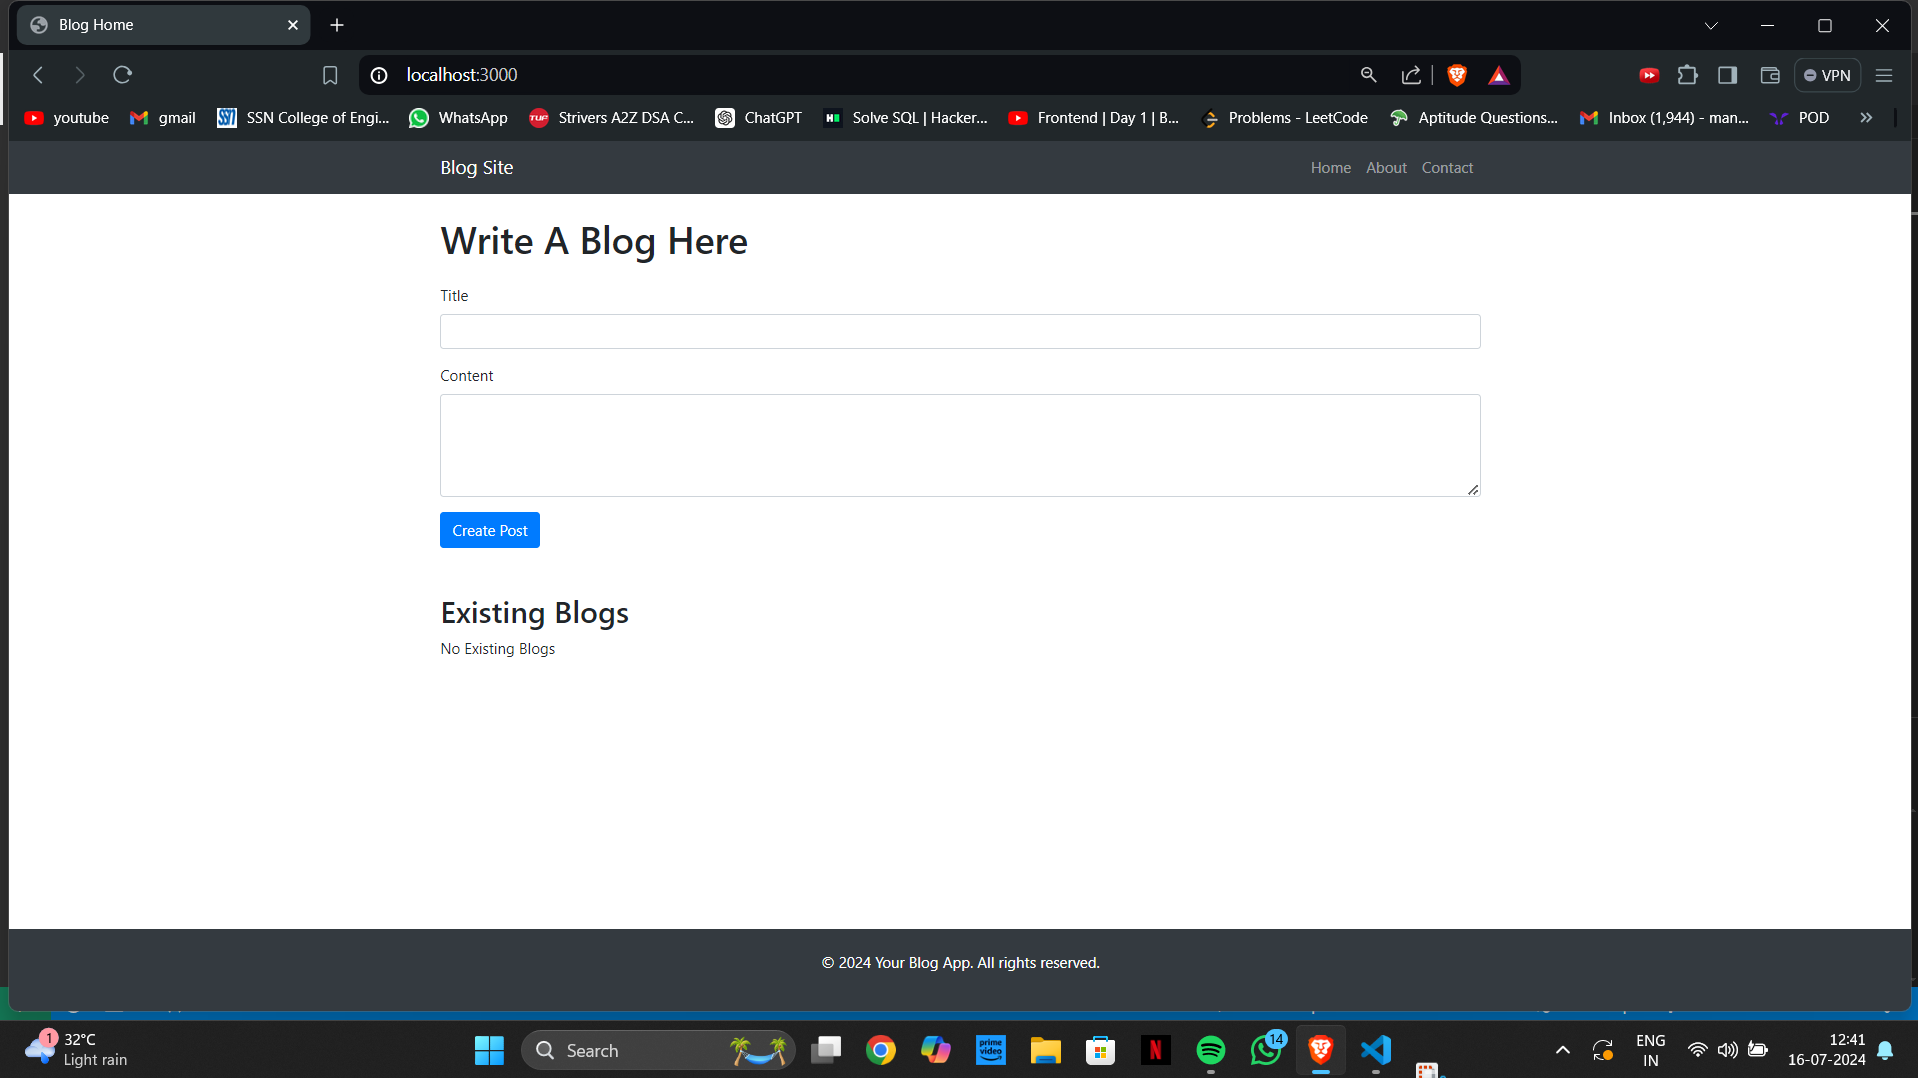 Blog Home
localhost:3000
VPN
youtube gmail SSN College of Engi... WhatsApp Strivers A2Z DSA C... ChatGPT Solve SQL | Hacker... Frontend | Day 1 | B... Problems - LeetCode Aptitude Questions... Inbox (1,944) - man... POD
Blog Site Home About Contact
Write A Blog Here
Title
Content
Create Post
Existing Blogs
No Existing Blogs
© 2024 Your Blog App. All rights reserved.
1
32°C
Light rain
Search
prime video
N
14
ENG
IN
12:41
16-07-2024